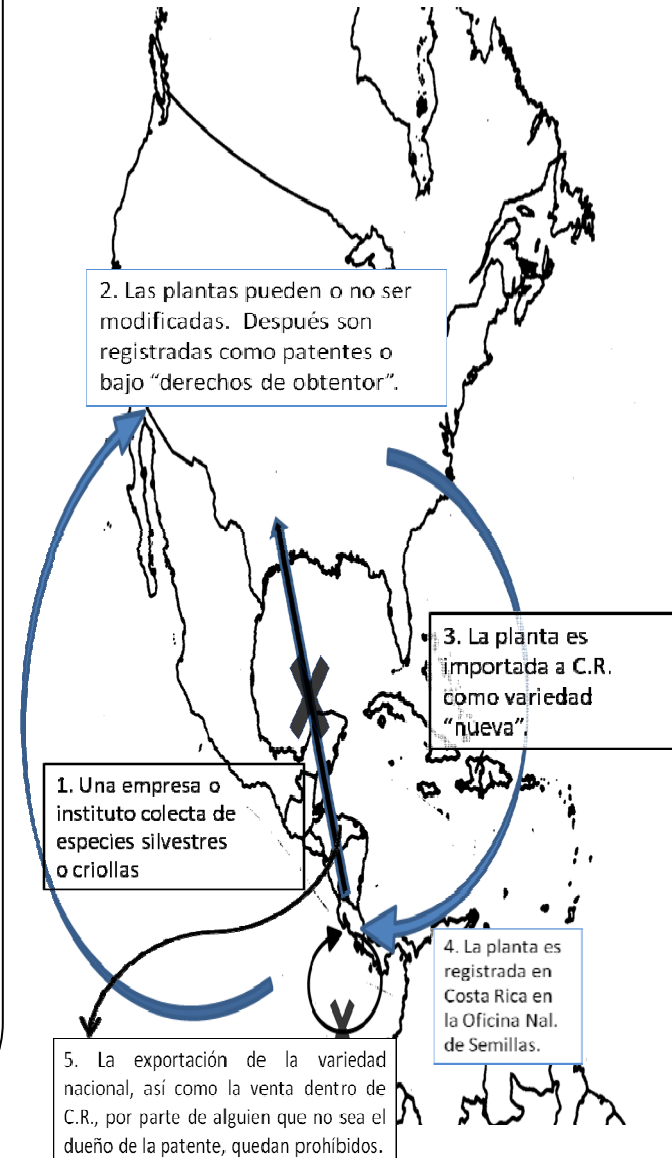 2. Las plantas pueden o no ser
modificadas. Después son
registradas como patentes o
bajo “derechos de obtentor”.
3. La planta es
importada a C.R.
como variedad
“nueva”.
1. Una empresa o
instituto colecta de
especies silvestres
o criollas
4. La planta es
registrada en
Costa Rica en
la Oficina Nal.
de Semillas.
5. La exportación de la variedad
nacional, así como la venta dentro de
C.R., por parte de alguien que no sea el
dueño de la patente, quedan prohíbidos.